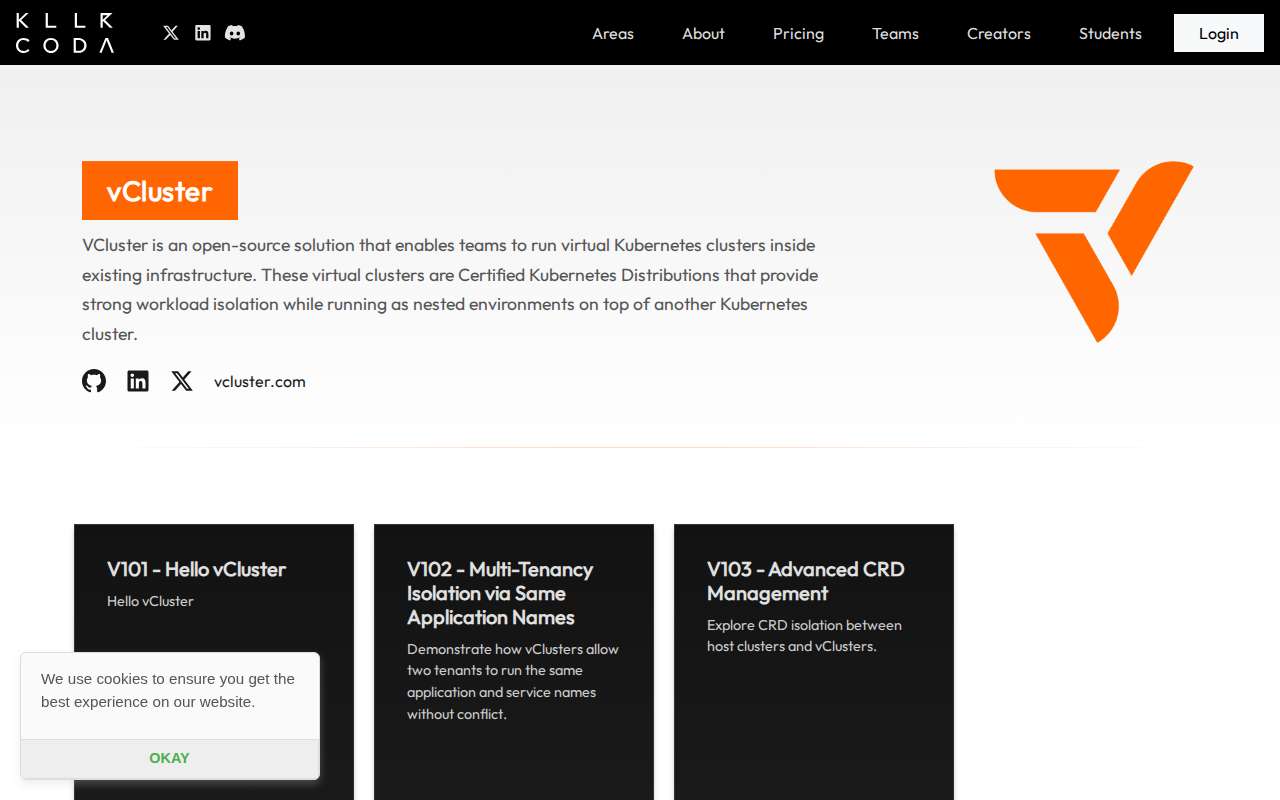 KLLR
CODA
Areas
About
Pricing
Teams
Creators
Students
Login
vCluster
VCluster is an open-source solution that enables teams to run virtual Kubernetes clusters inside
existing infrastructure. These virtual clusters are Certified Kubernetes Distributions that provide
strong workload isolation while running as nested environments on top of another Kubernetes
cluster.
vcluster.com
V101 - Hello vCluster
Hello vCluster
V102 - Multi-Tenancy
Isolation via Same
Application Names
Demonstrate how vClusters allow
two tenants to run the same
application and service names
without conflict.
V103 - Advanced CRD
Management
Explore CRD isolation between
host clusters and vClusters.
We use cookies to ensure you get the
best experience on our website.
OKAY